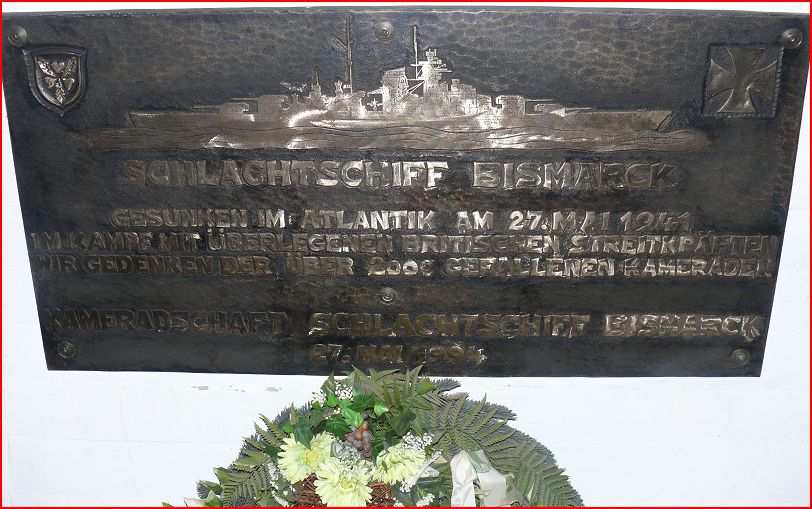 SCHLACHTSCHIFF BISMARCK
GESUNKEN IM ATLANTIK AM 27. MAI 1941
IM KAMPF MIT ÜBERLEGENEN BRITISCHEN STREITKRÄFTEN
WIR GEDENKEN DER ÜBER 2000 GEFALLENEN KAMERADEN
KAMERADSCHAFT SCHLACHTSCHIFF BISMARCK
27. MAI 1994